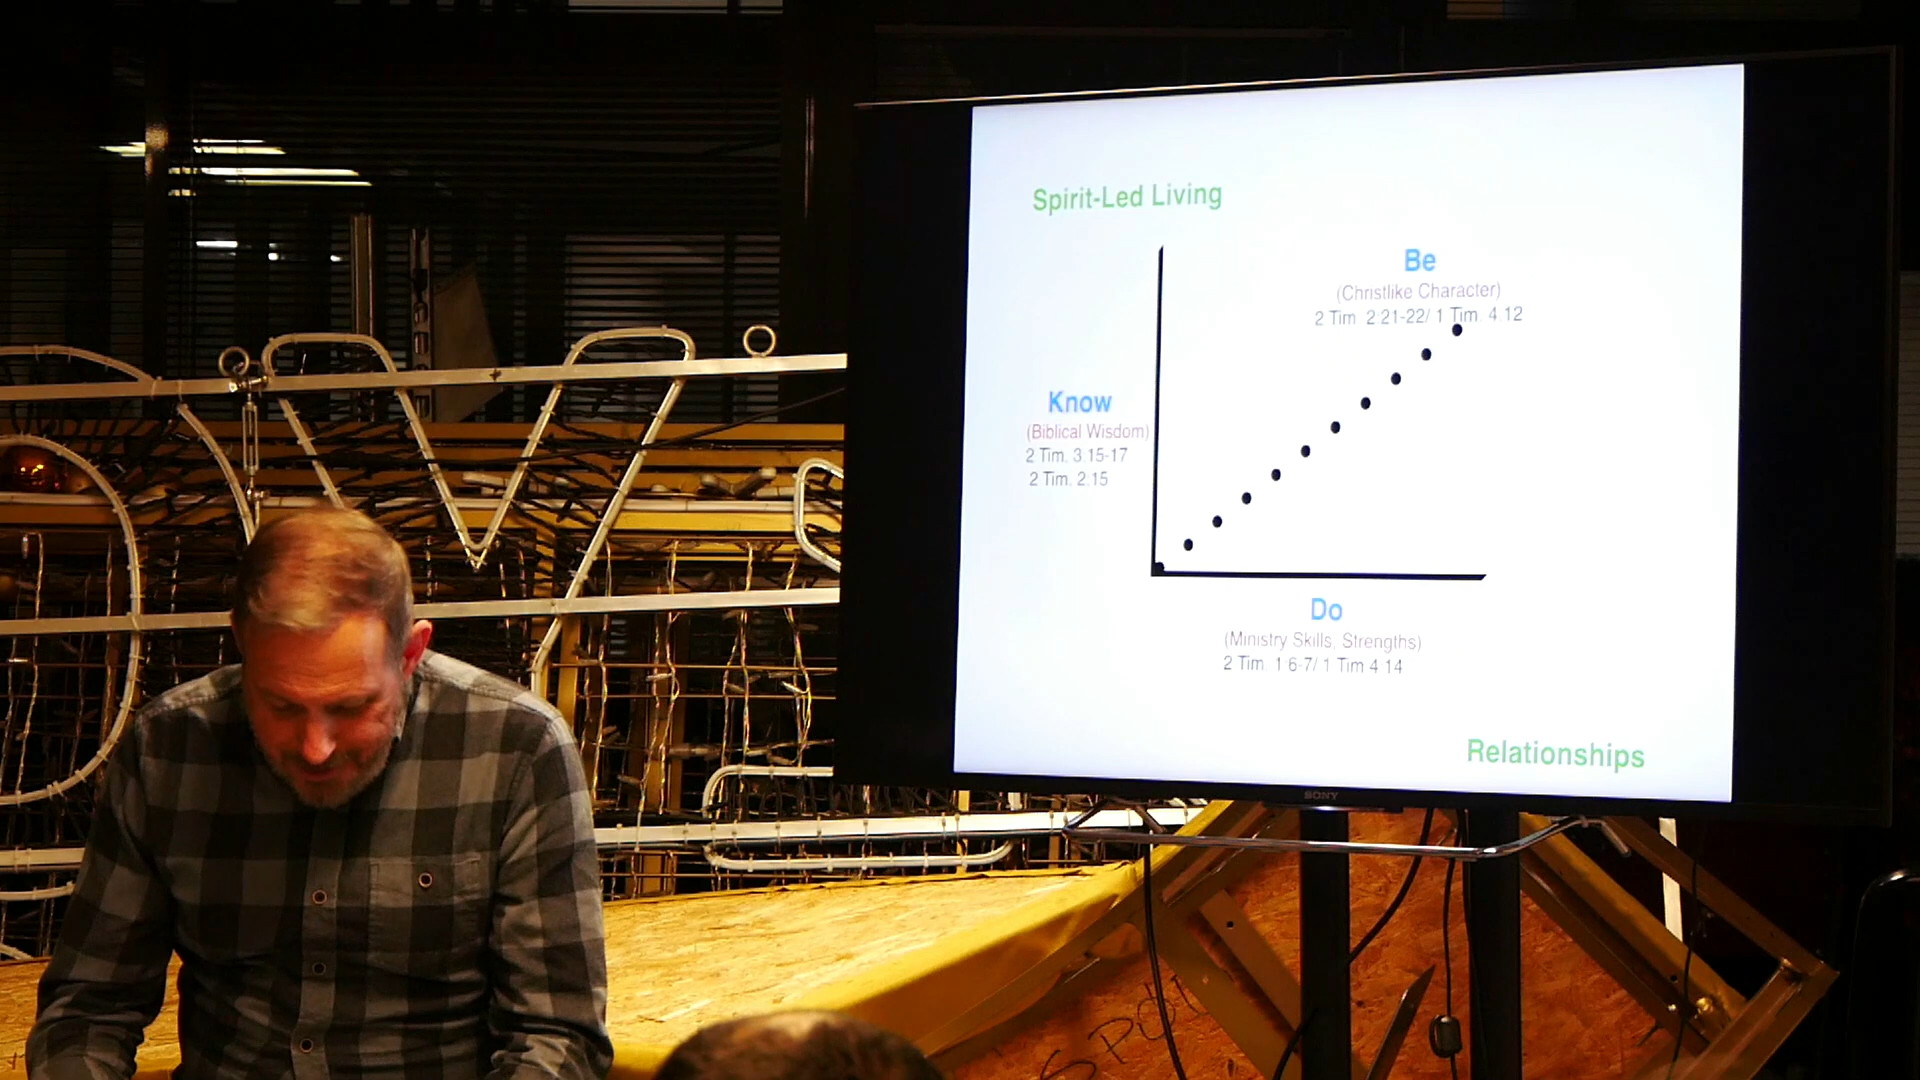 Spirit-Led Living
Be
(Christlike Character)
2 Tim. 2.21-22/ 1 Tim. 4.12
Know
(Biblical Wisdom)
2 Tim. 3.15-17
2 Tim. 2.15
Do
(Ministry Skills, Strengths)
2 Tim. 1.6-7/ 1 Tim 4.14
Relationships
SONY